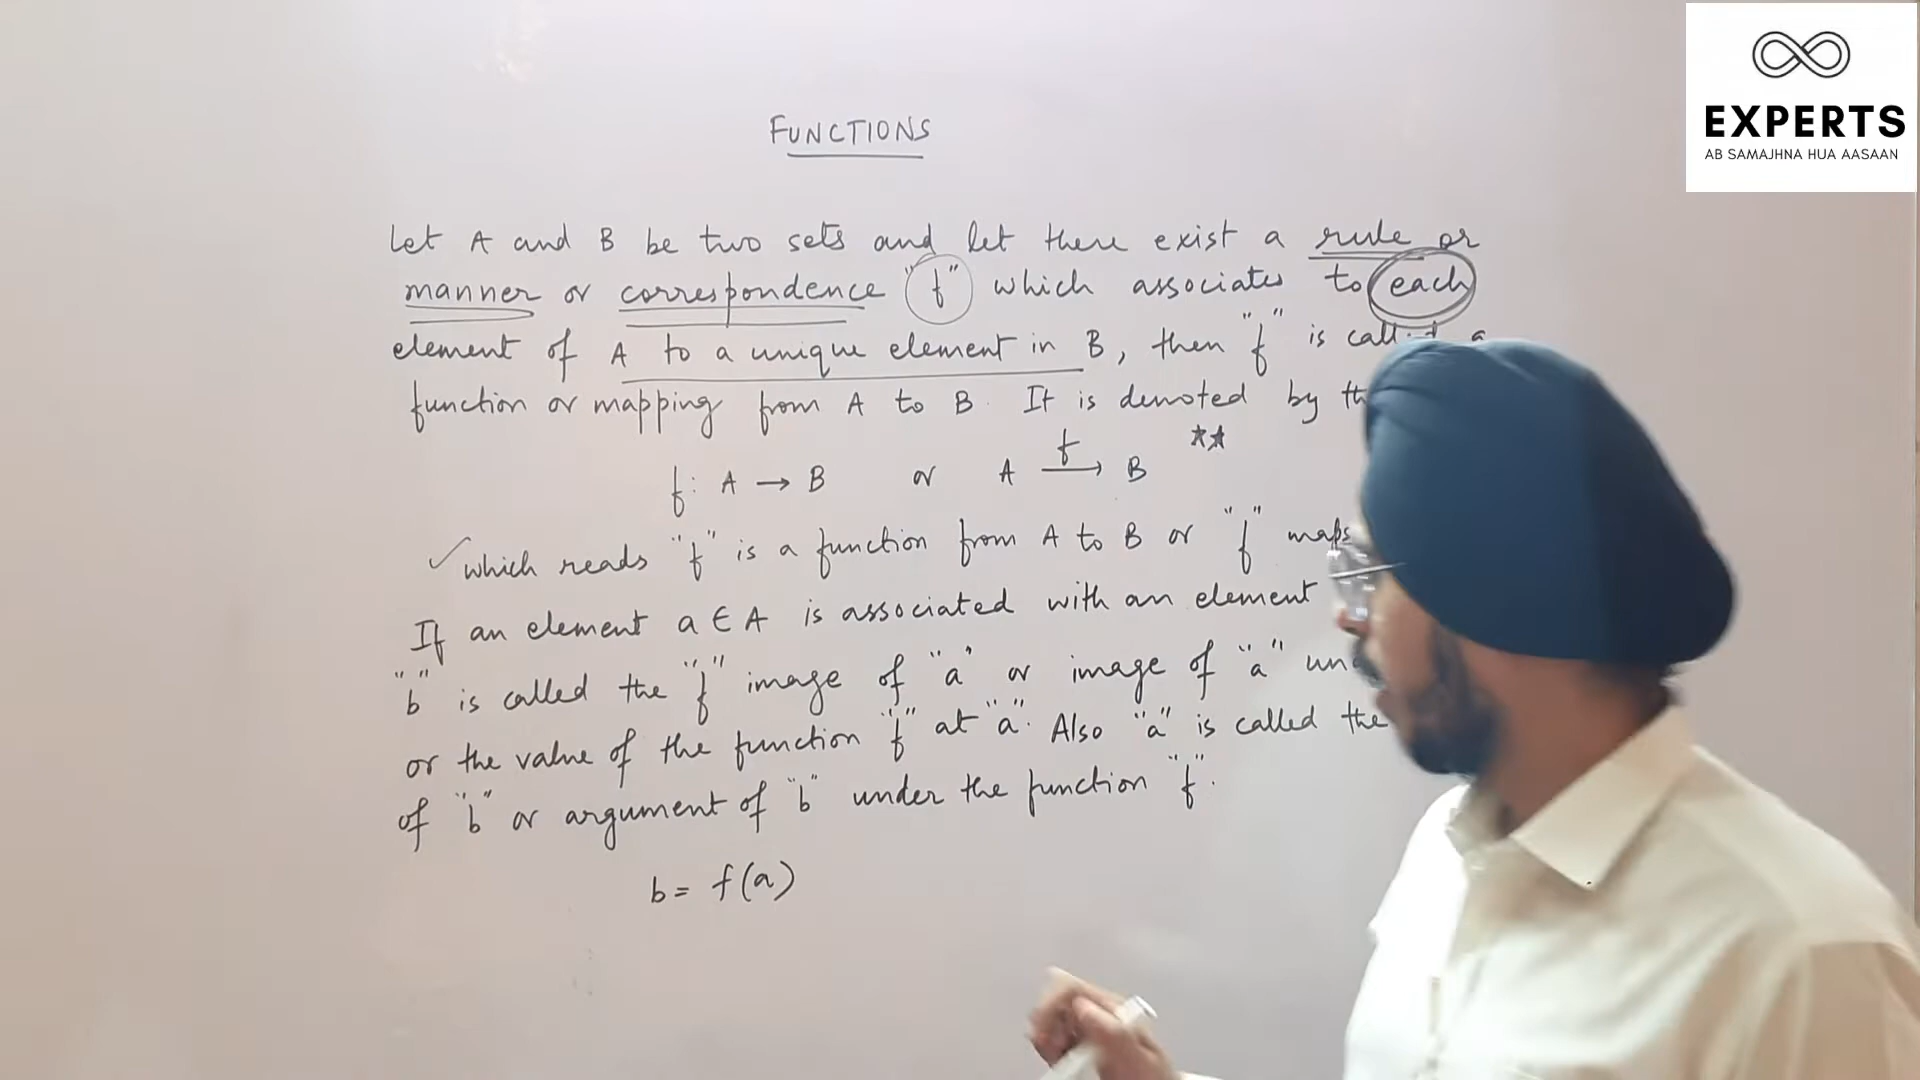 EXPERTS
AB SAMAJHNA HUA AASAAN
FUNCTIONS
Let A and B be two sets and let there exist a rule or
manner or correspondence "f" which associates to each
element of A to a unique element in B, then "f" is called a
function or mapping from A to B. It is denoted by
f: A → B or A f→ B **
✓ which reads "f" is a function from A to B or "f" maps
If an element a ∈ A is associated with an element
"b" is called the "f" image of "a" or image of "a"
or the value of the function "f" at "a". Also "a" is called the
of "b" or argument of "b" under the function "f".
b = f(a)